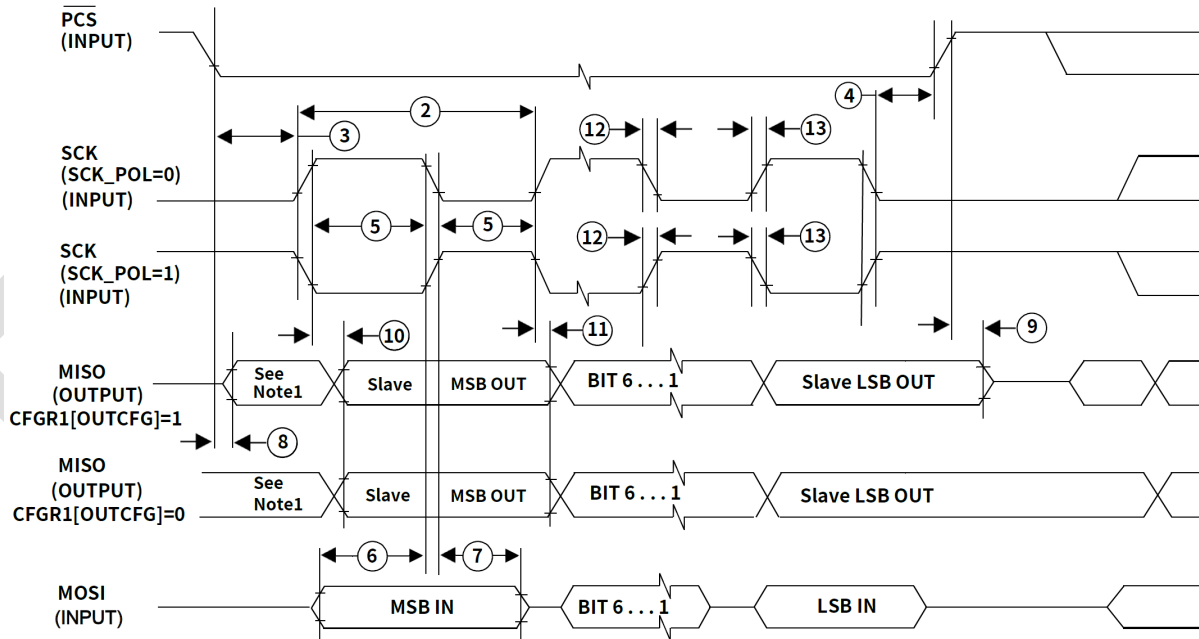 PCS
(INPUT)
4
2
12
13
3
SCK
(SCK_POL=0)
(INPUT)
5
5
12
13
SCK
(SCK_POL=1)
(INPUT)
10
11
9
MISO
(OUTPUT)
CFGR1[OUTCFG]=1
See
Note1
Slave
MSB OUT
BIT 6 . . . 1
Slave LSB OUT
8
MISO
(OUTPUT)
CFGR1[OUTCFG]=0
See
Note1
Slave
MSB OUT
BIT 6 . . . 1
Slave LSB OUT
6
7
MOSI
(INPUT)
MSB IN
BIT 6 . . . 1
LSB IN